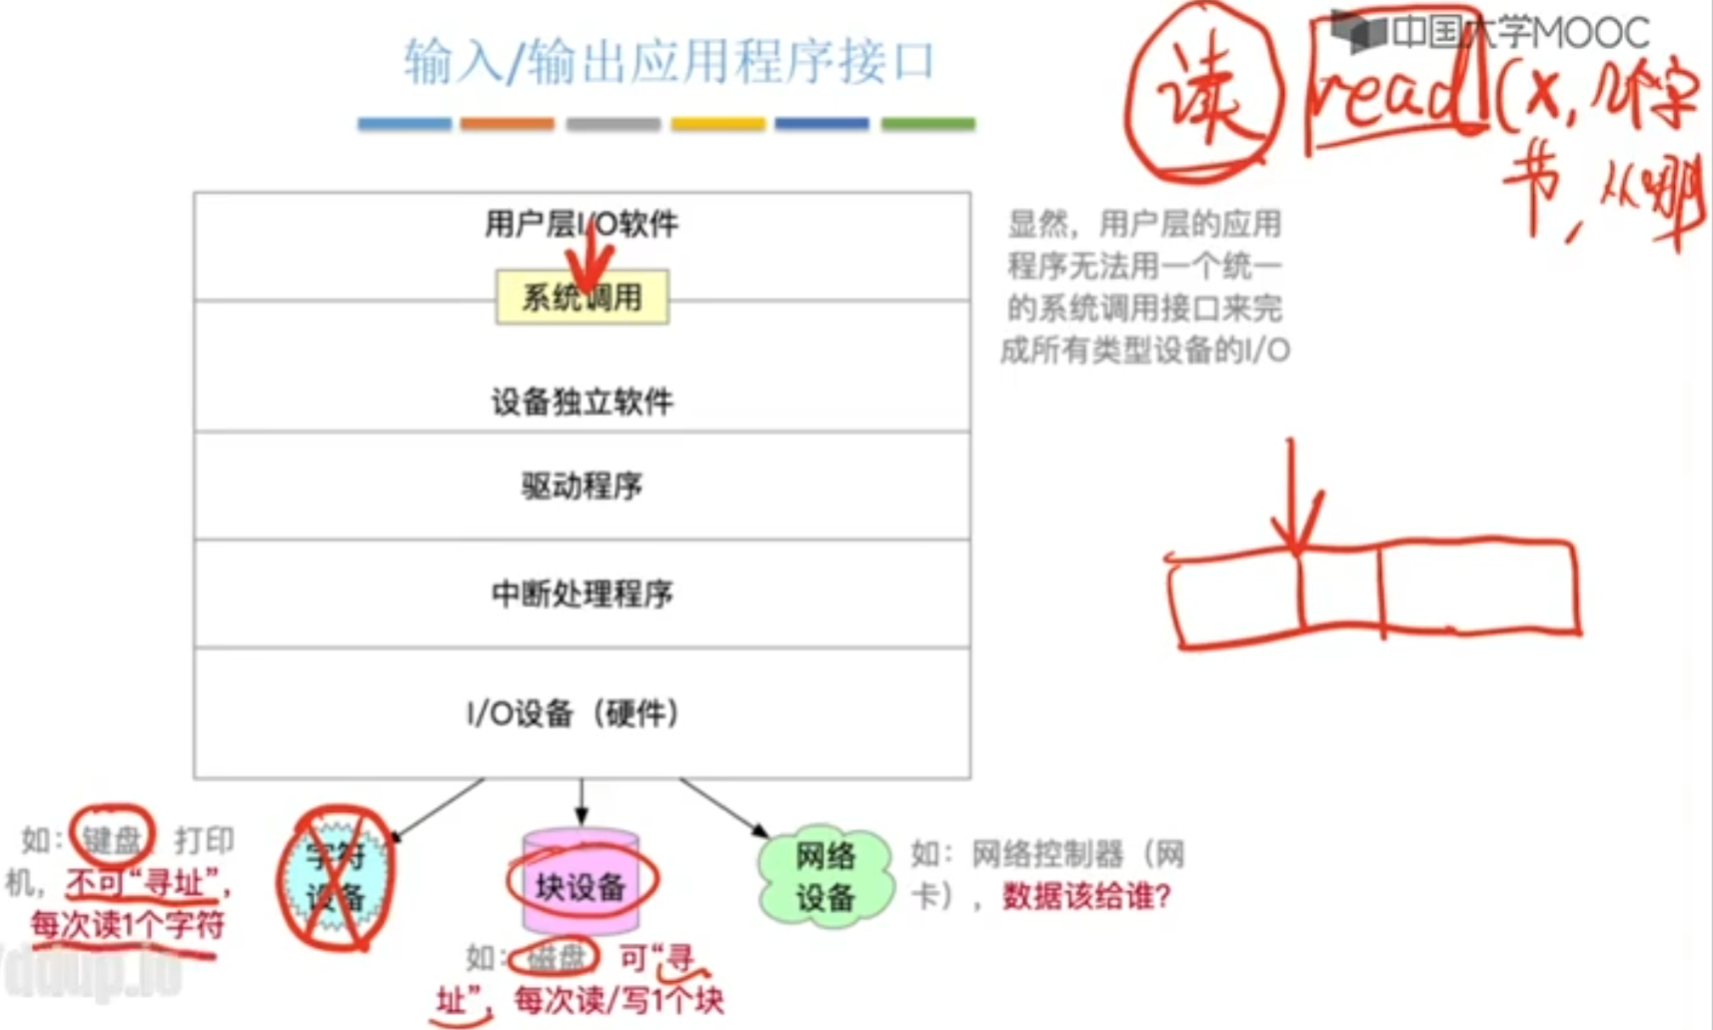 输入/输出应用程序接口
中国大学MOOC
读 read(x, 几个字
节, 从哪
用户层I/O软件
系统调用
设备独立软件
驱动程序
中断处理程序
I/O设备（硬件）
显然，用户层的应用
程序无法用一个统一
的系统调用接口来完
成所有类型设备的I/O
如：键盘、打印
机，不可“寻址”，
每次读1个字符
字符
设备
块设备
如：磁盘，可“寻
址”，每次读/写1个块
网络
设备
如：网络控制器（网
卡），数据该给谁？